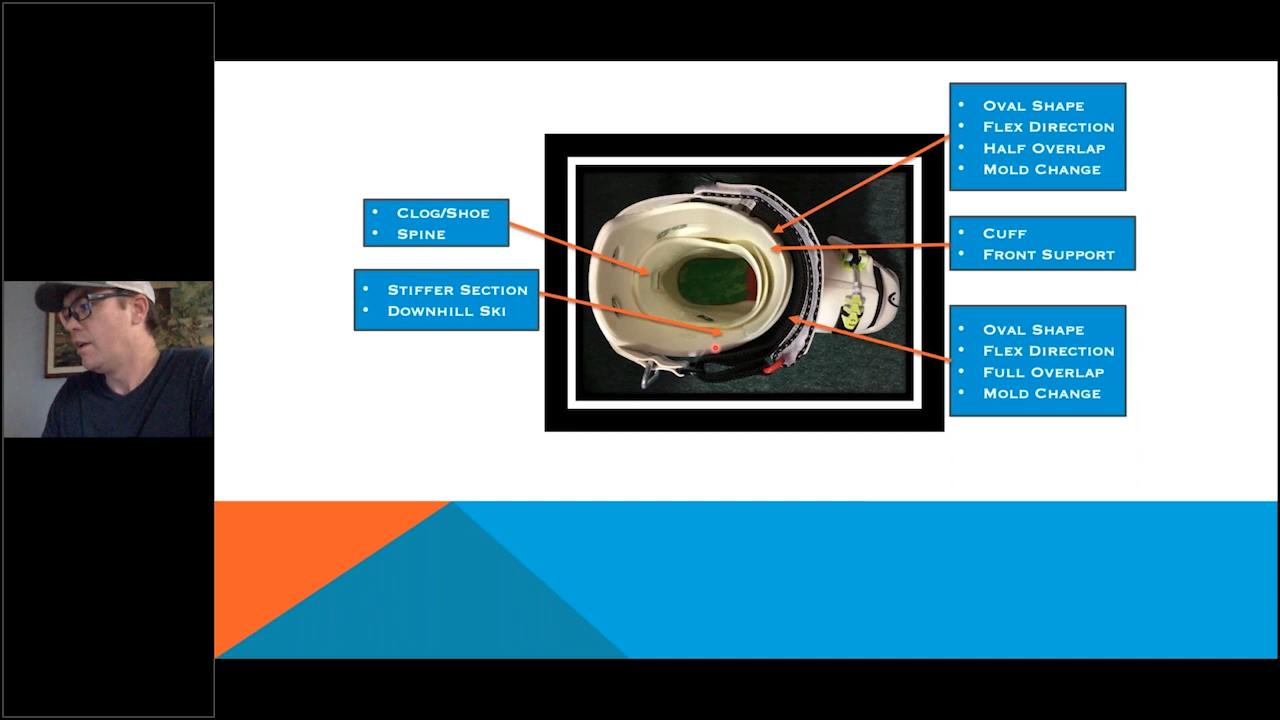 Clog/Shoe
Spine
Stiffer Section
Downhill Ski
Oval Shape
Flex Direction
Half Overlap
Mold Change
Cuff
Front Support
Oval Shape
Flex Direction
Full Overlap
Mold Change